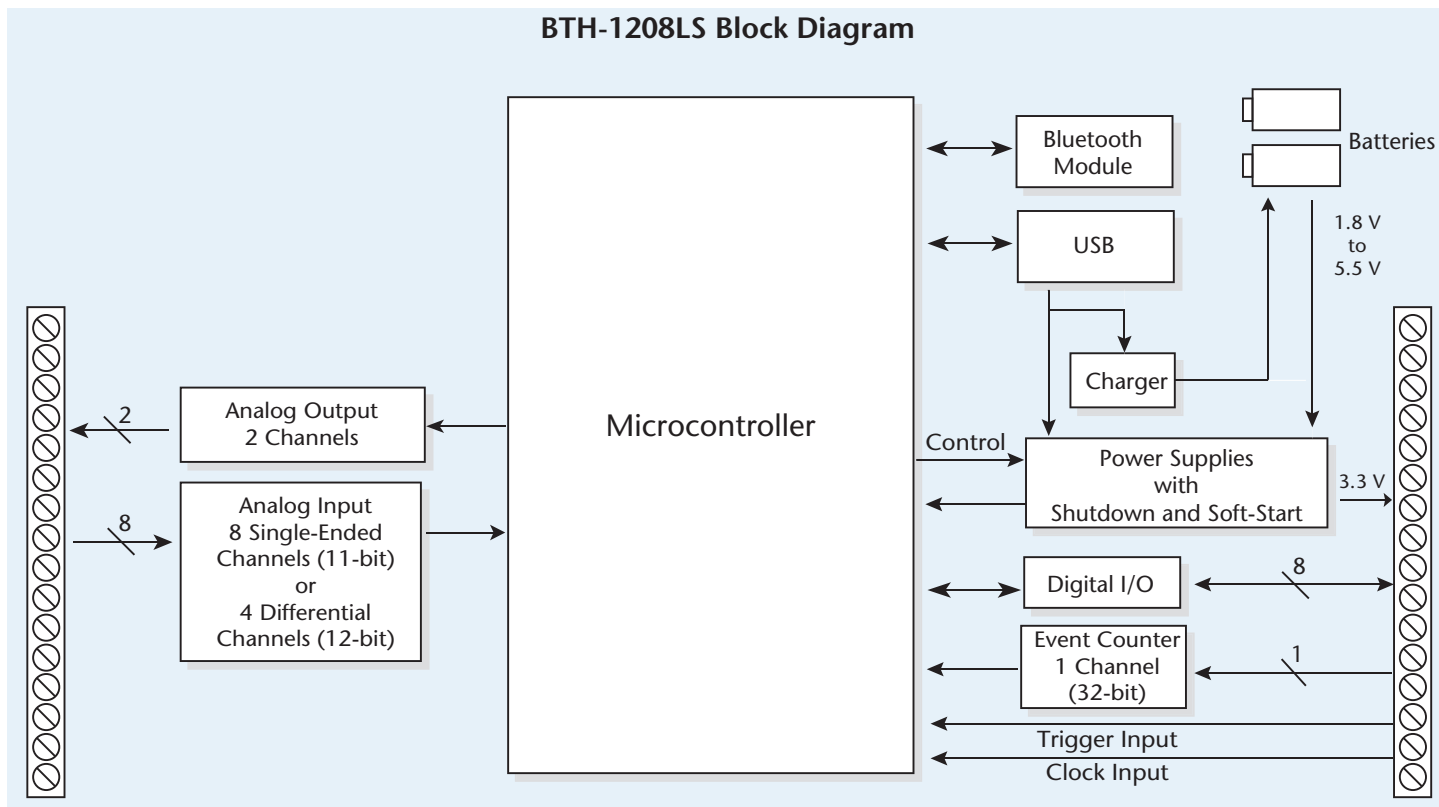 BTH-1208LS Block Diagram
Bluetooth
Module
Batteries
USB
1.8 V
to
5.5 V
Charger
Analog Output
2 Channels
2
Microcontroller
Control
Power Supplies
with
Shutdown and Soft-Start
3.3 V
Analog Input
8 Single-Ended
Channels (11-bit)
or
4 Differential
Channels (12-bit)
8
Digital I/O
8
Event Counter
1 Channel
(32-bit)
1
Trigger Input
Clock Input